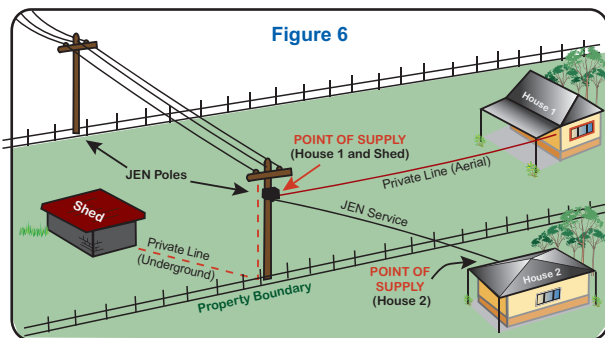 Figure 6
House 1
POINT OF SUPPLY
(House 1 and Shed)
JEN Poles
Private Line (Aerial)
Shed
JEN Service
Private Line
(Underground)
POINT OF
SUPPLY
(House 2)
House 2
Property Boundary